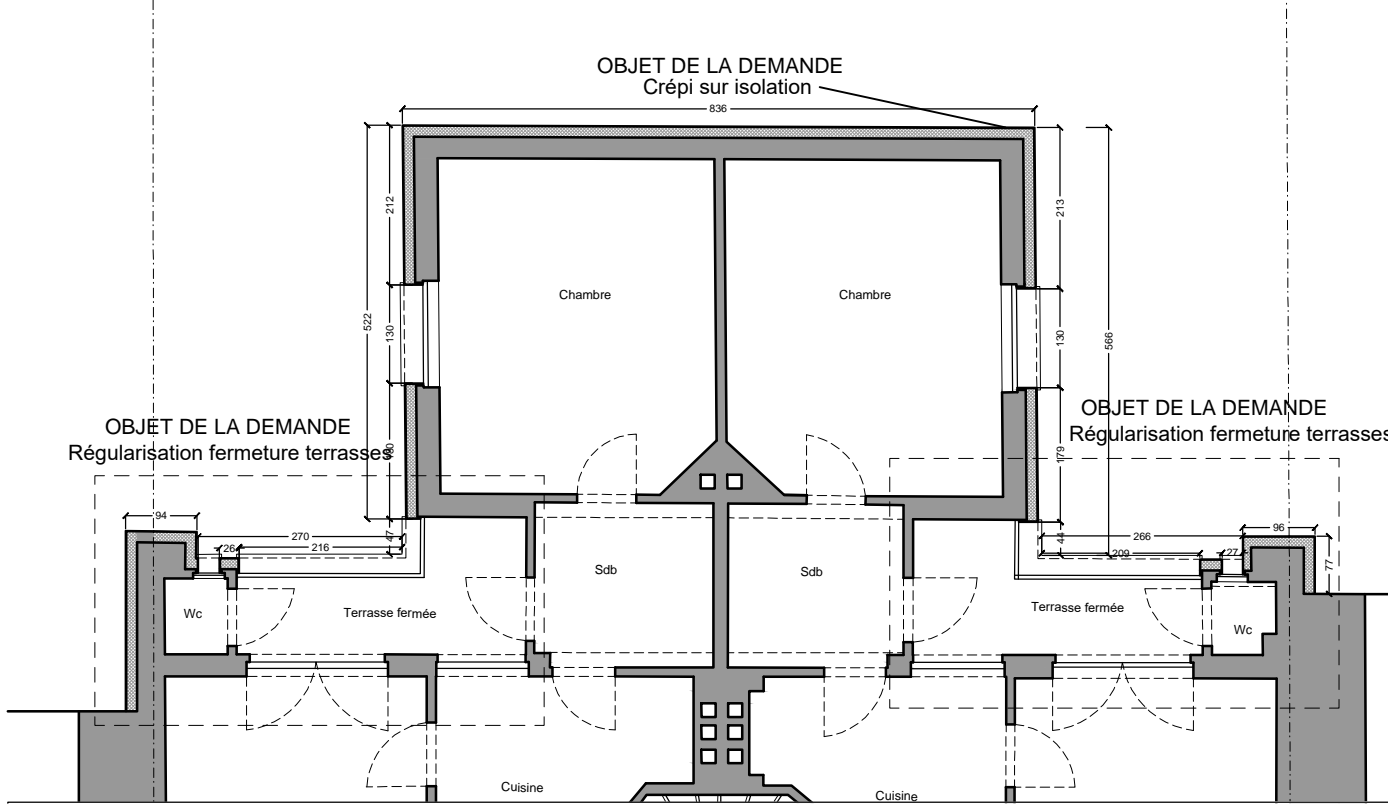 OBJET DE LA DEMANDE
Crépi sur isolation
836
212
213
522
130
Chambre
Chambre
130
566
OBJET DE LA DEMANDE
Régularisation fermeture terrasses
OBJET DE LA DEMANDE
Régularisation fermeture terrasses
179
94
270
47
26
216
44
266
209
27
96
77
Sdb
Sdb
Wc
Terrasse fermée
Terrasse fermée
Wc
Cuisine
Cuisine